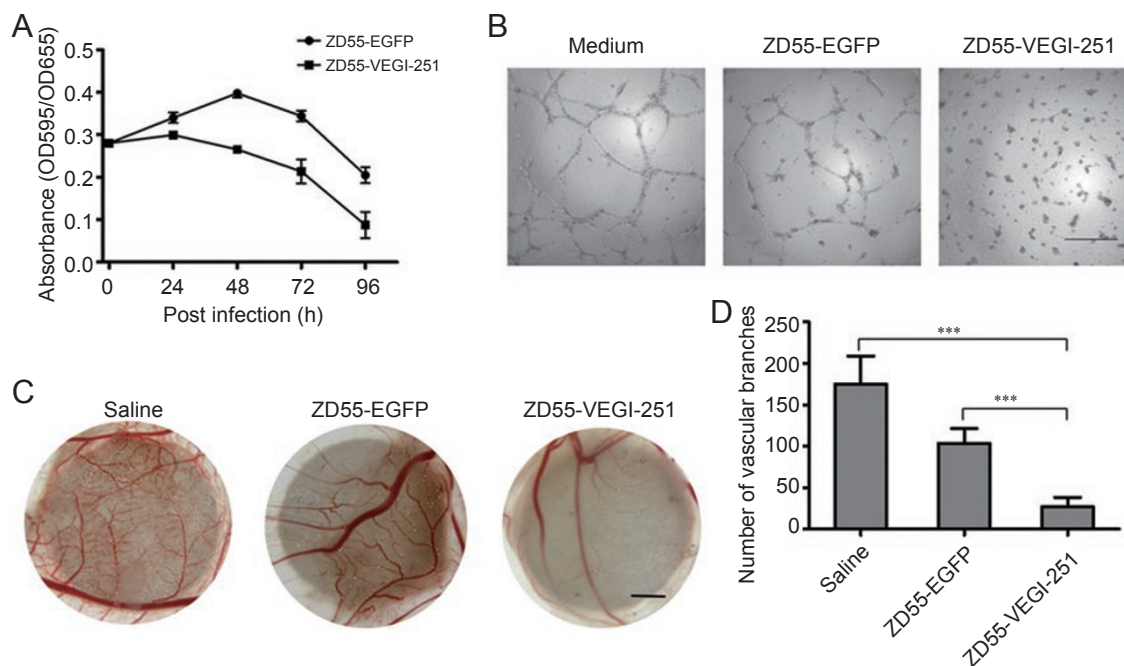 A
Absorbance (OD595/OD655)
0.5
0.4
0.3
0.2
0.1
0.0
0 24 48 72 96
Post infection (h)
ZD55-EGFP
ZD55-VEGI-251
B
Medium ZD55-EGFP ZD55-VEGI-251
C
Saline ZD55-EGFP ZD55-VEGI-251
D
Number of vascular branches
250
200
150
100
50
0
***
***
Saline
ZD55-EGFP
ZD55-VEGI-251